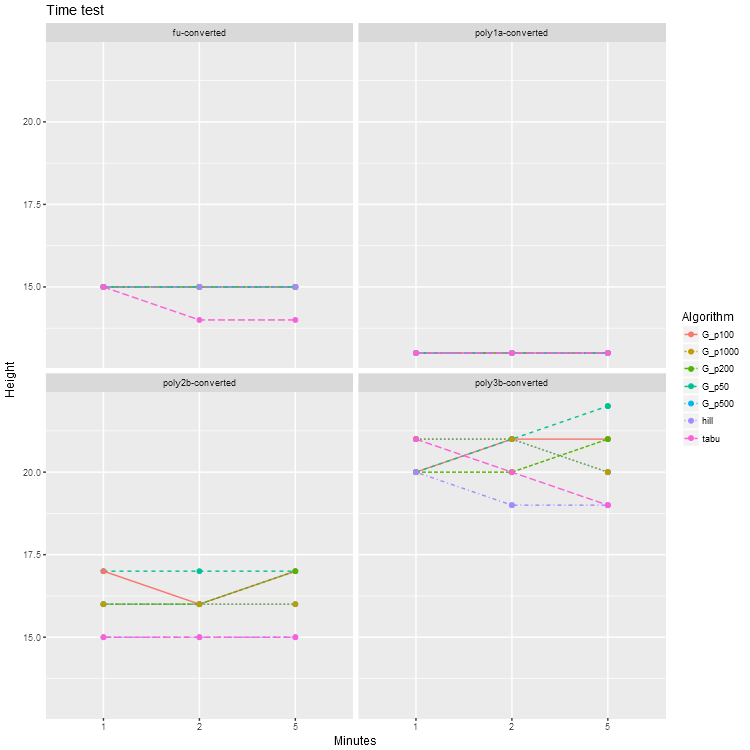 Time test
fu-converted
poly1a-converted
20.0
17.5
15.0
Height
poly2b-converted
poly3b-converted
20.0
17.5
15.0
1
2
5
1
2
5
Minutes
Algorithm
G_p100
G_p1000
G_p200
G_p50
G_p500
hill
tabu